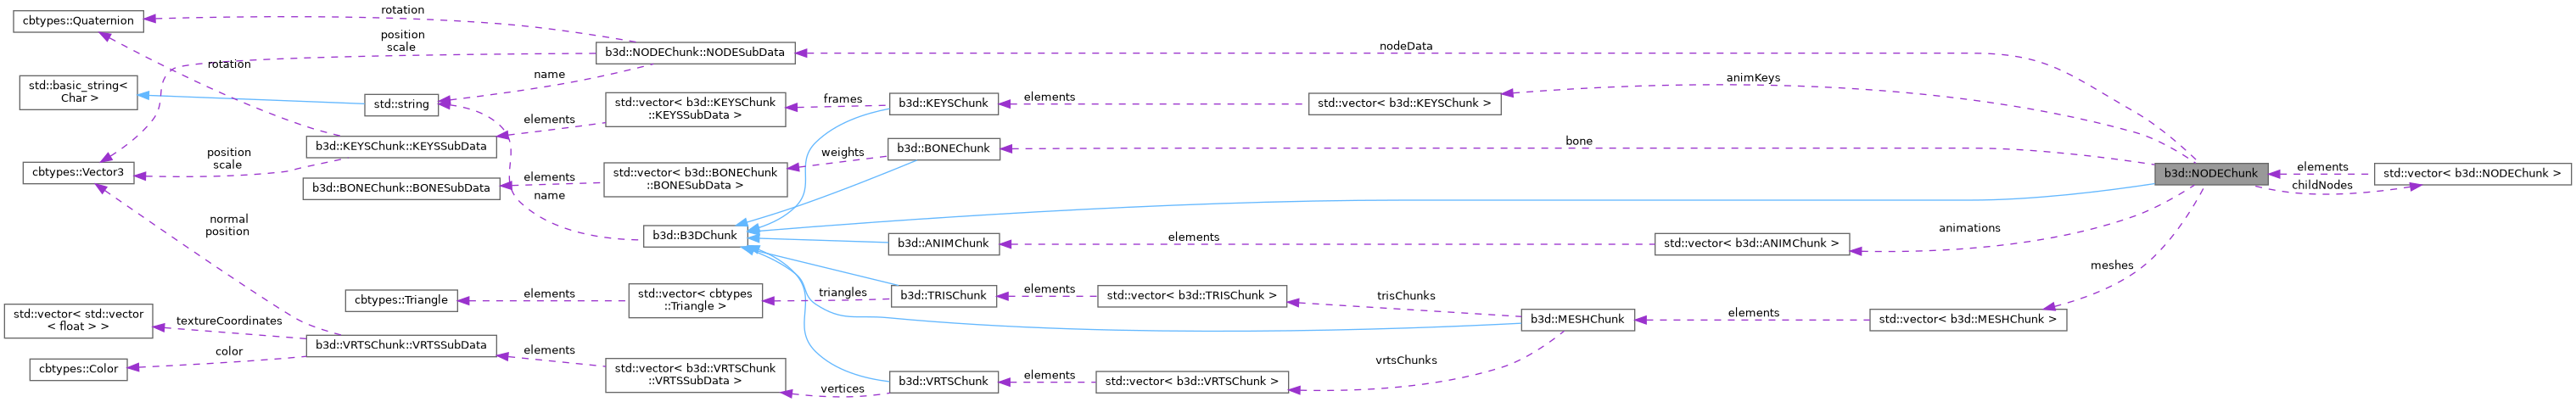 cbtypes::Quaternion
rotation
position
scale
b3d::NODEChunk::NODESubData
nodeData
rotation
name
animKeys
std::basic_string<
Char >
std::string
std::vector< b3d::KEYSChunk
::KEYSSubData >
frames
b3d::KEYSChunk
elements
std::vector< b3d::KEYSChunk >
elements
b3d::KEYSChunk::KEYSSubData
position
scale
cbtypes::Vector3
b3d::BONEChunk
bone
weights
std::vector< b3d::BONEChunk
::BONESubData >
elements
b3d::BONEChunk::BONESubData
name
b3d::NODEChunk
elements
std::vector< b3d::NODEChunk >
childNodes
normal
position
b3d::B3DChunk
b3d::ANIMChunk
elements
std::vector< b3d::ANIMChunk >
animations
meshes
cbtypes::Triangle
elements
std::vector< cbtypes
::Triangle >
triangles
b3d::TRISChunk
elements
std::vector< b3d::TRISChunk >
trisChunks
b3d::MESHChunk
elements
std::vector< b3d::MESHChunk >
std::vector< std::vector
< float > >
textureCoordinates
b3d::VRTSChunk::VRTSSubData
color
cbtypes::Color
elements
std::vector< b3d::VRTSChunk
::VRTSSubData >
vertices
b3d::VRTSChunk
elements
std::vector< b3d::VRTSChunk >
vrtsChunks